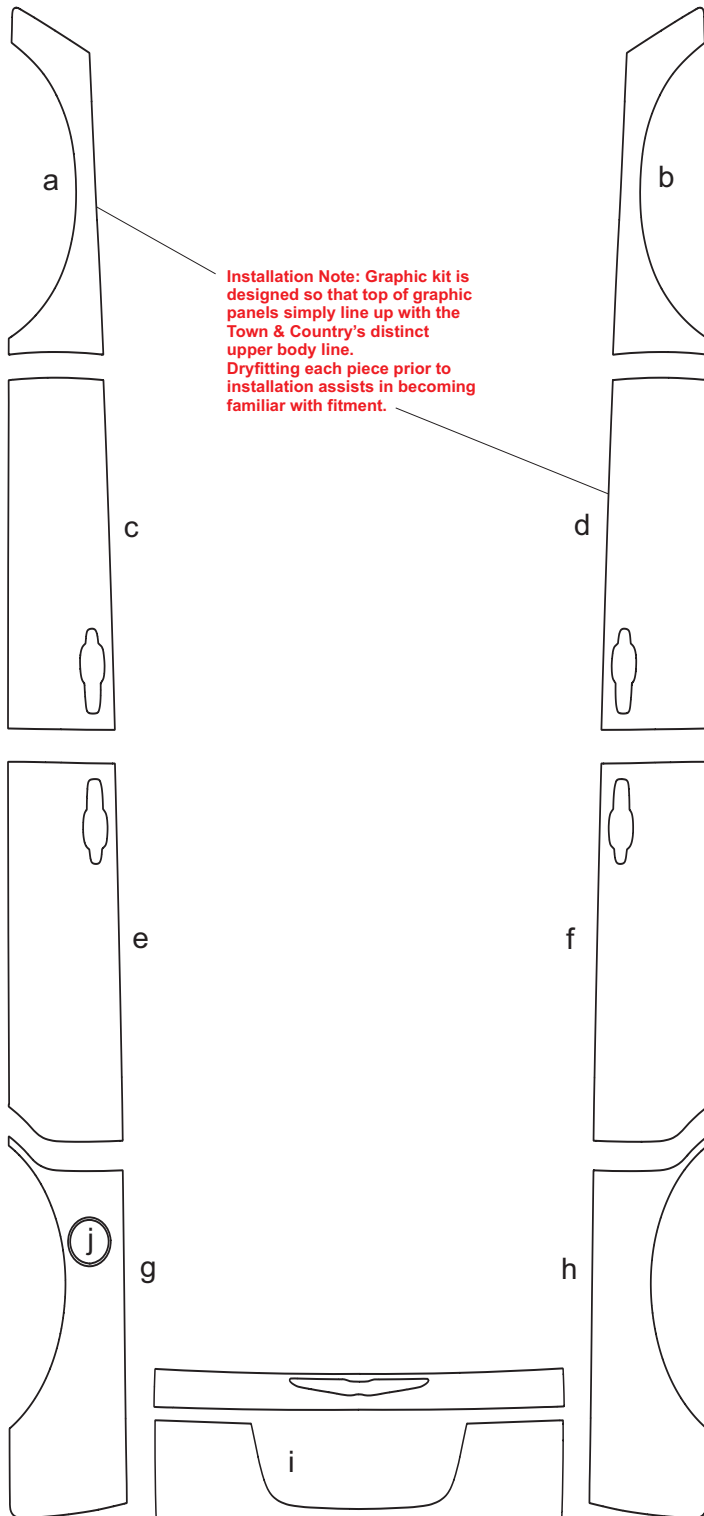 a
b
Installation Note: Graphic kit is
designed so that top of graphic
panels simply line up with the
Town & Country's distinct
upper body line.
Dryfitting each piece prior to
installation assists in becoming
familiar with fitment.
c
d
e
f
j
g
h
i